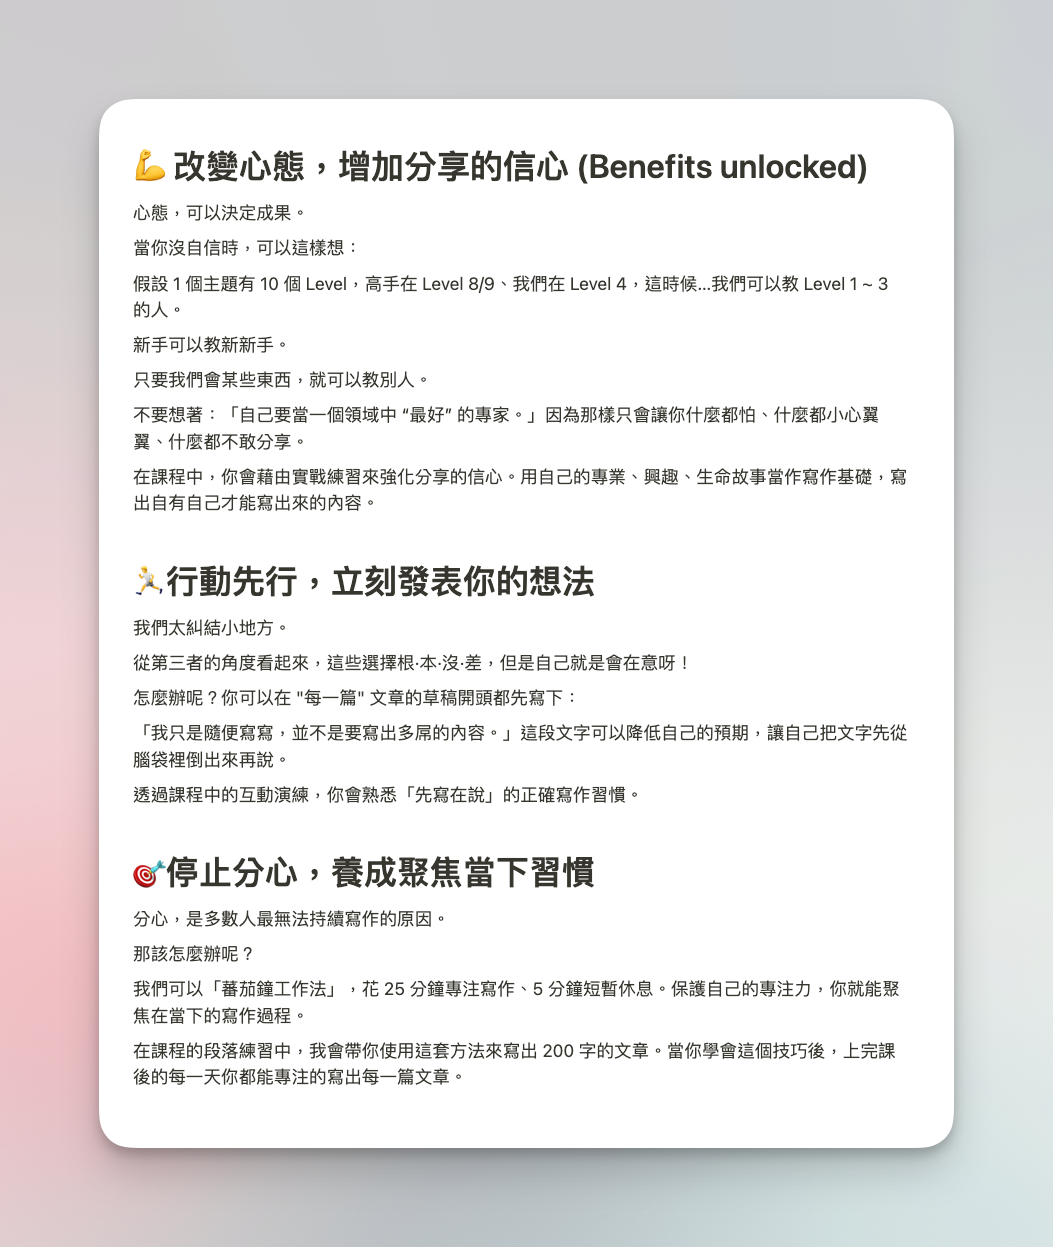 💪 改變心態，增加分享的信心 (Benefits unlocked)
心態，可以決定成果。
當你沒自信時，可以這樣想：
假設 1 個主題有 10 個 Level，高手在 Level 8/9、我們在 Level 4，這時候...我們可以教 Level 1 ~ 3
的人。
新手可以教新新手。
只要我們會某些東西，就可以教別人。
不要想著：「自己要當一個領域中 “最好” 的專家。」因為那樣只會讓你什麼都怕、什麼都小心翼
翼、什麼都不敢分享。
在課程中，你會藉由實戰練習來強化分享的信心。用自己的專業、興趣、生命故事當作寫作基礎，寫
出自有自己才能寫出來的內容。
🏃行動先行，立刻發表你的想法
我們太糾結小地方。
從第三者的角度看起來，這些選擇根·本·沒·差，但是自己就是會在意呀！
怎麼辦呢？你可以在 "每一篇" 文章的草稿開頭都先寫下：
「我只是隨便寫寫，並不是要寫出多屌的內容。」這段文字可以降低自己的預期，讓自己把文字先從
腦袋裡倒出來再說。
透過課程中的互動演練，你會熟悉「先寫在說」的正確寫作習慣。
🎯停止分心，養成聚焦當下習慣
分心，是多數人最無法持續寫作的原因。
那該怎麼辦呢？
我們可以「蕃茄鐘工作法」，花 25 分鐘專注寫作、5 分鐘短暫休息。保護自己的專注力，你就能聚
焦在當下的寫作過程。
在課程的段落練習中，我會帶你使用這套方法來寫出 200 字的文章。當你學會這個技巧後，上完課
後的每一天你都能專注的寫出每一篇文章。